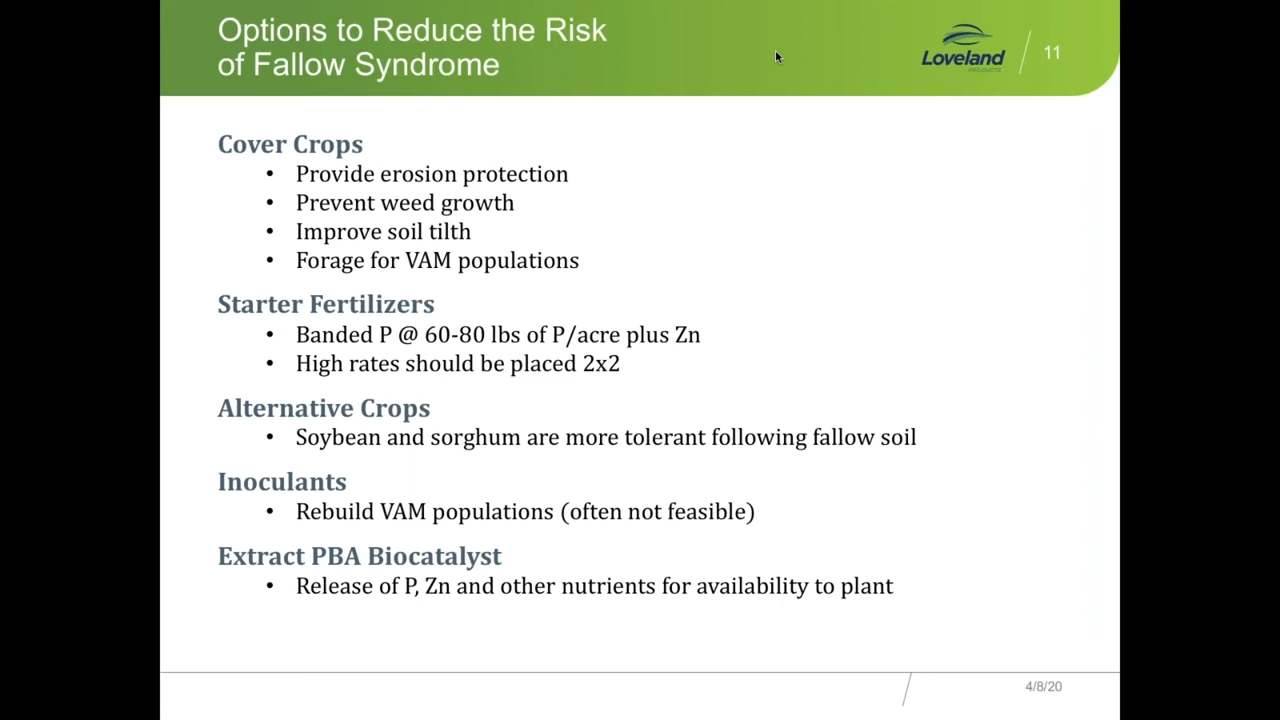 Options to Reduce the Risk
of Fallow Syndrome
Loveland
PRODUCTS
11
Cover Crops
• Provide erosion protection
• Prevent weed growth
• Improve soil tilth
• Forage for VAM populations
Starter Fertilizers
• Banded P @ 60-80 lbs of P/acre plus Zn
• High rates should be placed 2x2
Alternative Crops
• Soybean and sorghum are more tolerant following fallow soil
Inoculants
• Rebuild VAM populations (often not feasible)
Extract PBA Biocatalyst
• Release of P, Zn and other nutrients for availability to plant
4/8/20